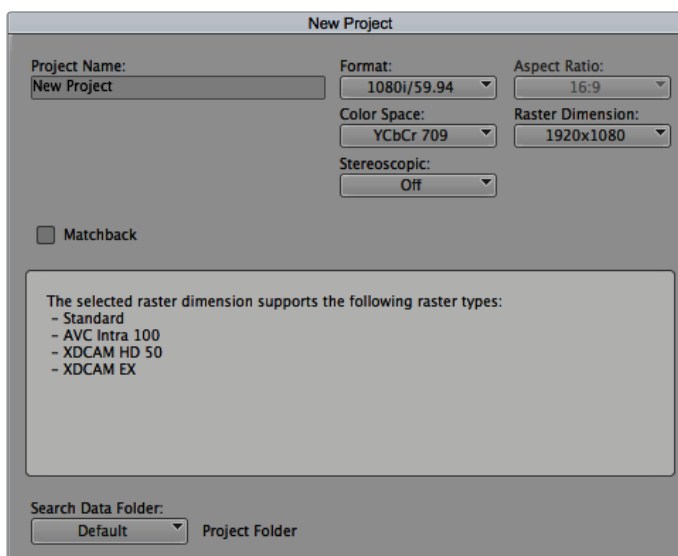 New Project
Project Name:
New Project
Format:
1080i/59.94
Aspect Ratio:
16:9
Color Space:
YCbCr 709
Raster Dimension:
1920x1080
Stereoscopic:
Off
Matchback
The selected raster dimension supports the following raster types:
– Standard
– AVC Intra 100
– XDCAM HD 50
– XDCAM EX
Search Data Folder:
Default
Project Folder